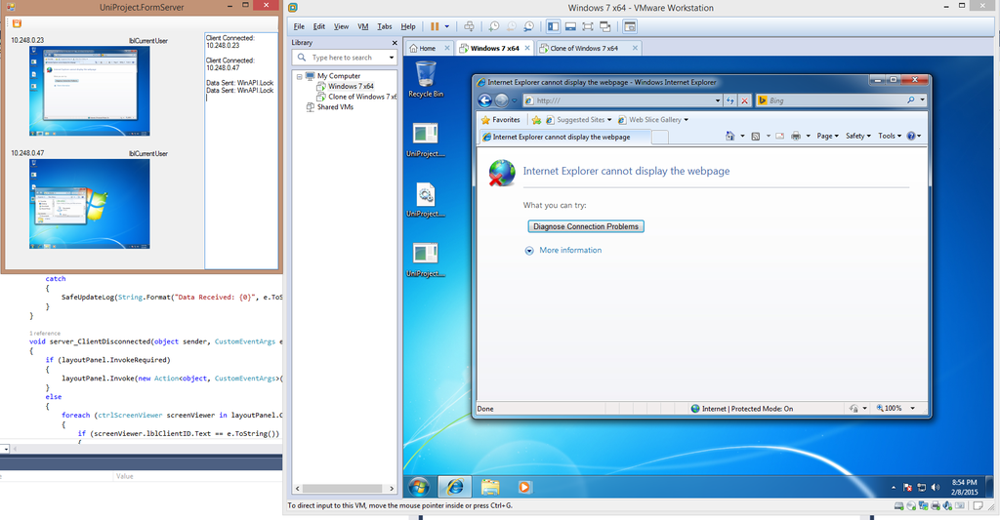 UniProject.FormServer
10.248.0.23
lblCurrentUser
10.248.0.47
lblCurrentUser
Client Connected:
10.248.0.23
Client Connected:
10.248.0.47
Data Sent: WinAPI.Lock
Data Sent: WinAPI.Lock
catch
{
SafeUpdateLog(String.Format("Data Received: {0}", e.ToS
}
}
1 reference
void server_ClientDisconnected(object sender, CustomEventArgs e
{
if (layoutPanel.InvokeRequired)
{
layoutPanel.Invoke(new Action<object, CustomEventArgs>(
}
else
{
foreach (ctrlScreenViewer screenViewer in layoutPanel.C
{
if (screenViewer.lblClientID.Text == e.ToString())
{
Value
Windows 7 x64 - VMware Workstation
File Edit View VM Tabs Help
Library
Type here to search
My Computer
Windows 7 x64
Clone of Windows 7 x6
Shared VMs
Home
Windows 7 x64
Clone of Windows 7 x64
Recycle Bin
UniProject....
UniProject....
UniProject....
Internet Explorer cannot display the webpage - Windows Internet Explorer
http:///
Bing
Favorites
Suggested Sites
Web Slice Gallery
Internet Explorer cannot display the webpage
Page Safety Tools
Internet Explorer cannot display the webpage
What you can try:
Diagnose Connection Problems
More information
Done
Internet | Protected Mode: On
100%
8:54 PM
2/8/2015
To direct input to this VM, move the mouse pointer inside or press Ctrl+G.